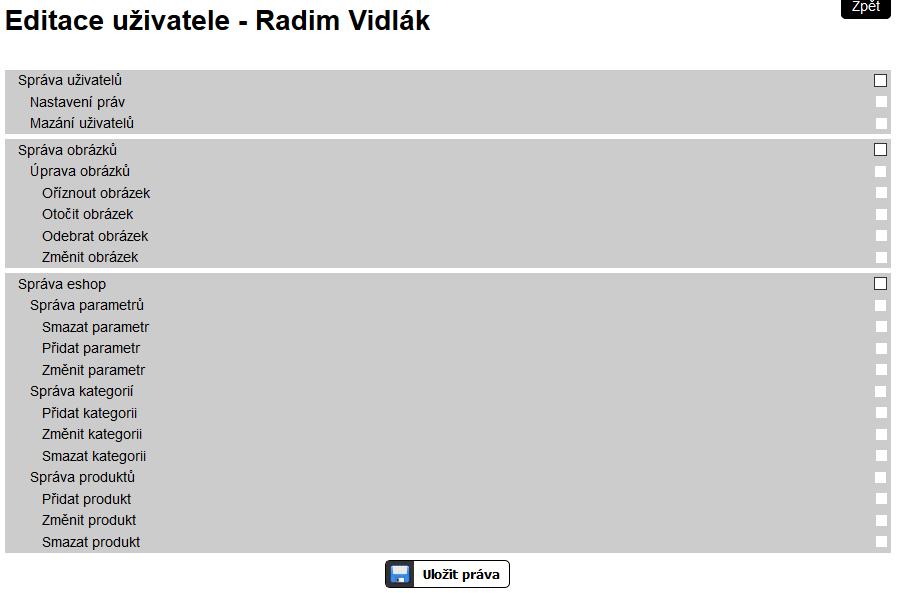 Zpět
Editace uživatele - Radim Vidlák
Správa uživatelů
Nastavení práv
Mazání uživatelů
Správa obrázků
Úprava obrázků
Oříznout obrázek
Otočit obrázek
Odebrat obrázek
Změnit obrázek
Správa eshop
Správa parametrů
Smazat parametr
Přidat parametr
Změnit parametr
Správa kategorií
Přidat kategorii
Změnit kategorii
Smazat kategorii
Správa produktů
Přidat produkt
Změnit produkt
Smazat produkt
Uložit práva